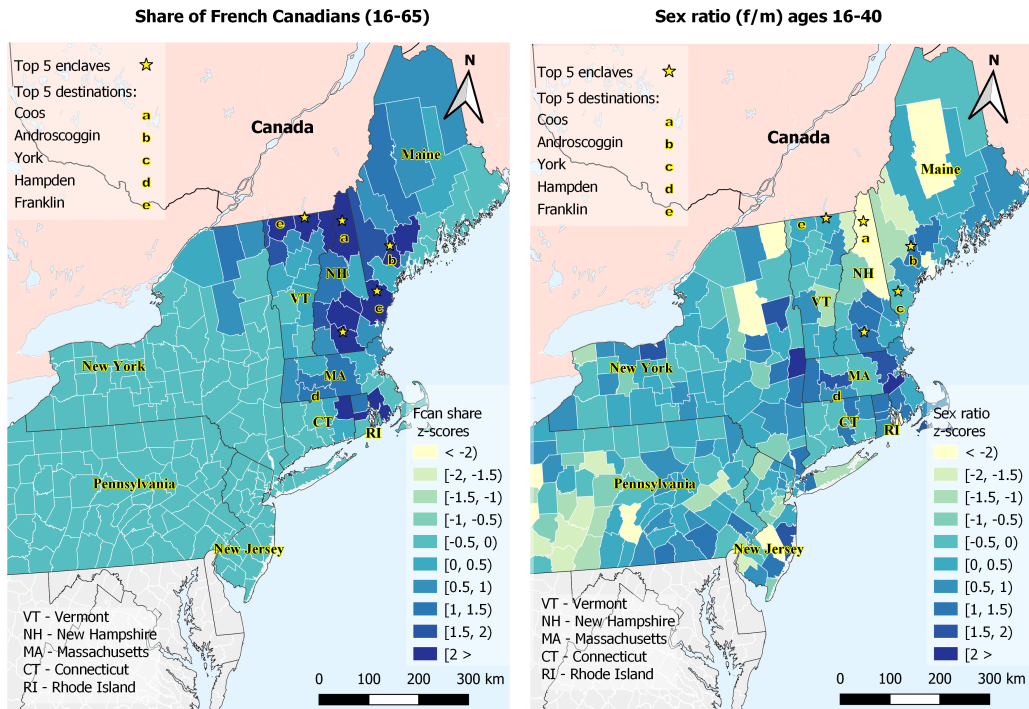 Share of French Canadians (16-65)
Top 5 enclaves
Top 5 destinations:
Coos a
Androscoggin b
York c
Hampden d
Franklin e
N
Canada
Maine
e
a
b
NH
VT
c
New York
MA
d
CT
RI
Pennsylvania
New Jersey
Fcan share
z-scores
< -2)
[-2, -1.5)
[-1.5, -1)
[-1, -0.5)
[-0.5, 0)
[0, 0.5)
[0.5, 1)
[1, 1.5)
[1.5, 2)
[2 >
VT - Vermont
NH - New Hampshire
MA - Massachusetts
CT - Connecticut
RI - Rhode Island
0 100 200 300 km
Sex ratio (f/m) ages 16-40
Top 5 enclaves
Top 5 destinations:
Coos a
Androscoggin b
York c
Hampden d
Franklin e
N
Canada
Maine
e
a
b
NH
VT
c
New York
MA
d
CT
RI
Pennsylvania
New Jersey
Sex ratio
z-scores
< -2)
[-2, -1.5)
[-1.5, -1)
[-1, -0.5)
[-0.5, 0)
[0, 0.5)
[0.5, 1)
[1, 1.5)
[1.5, 2)
[2 >
VT - Vermont
NH - New Hampshire
MA - Massachusetts
CT - Connecticut
RI - Rhode Island
0 100 200 300 km